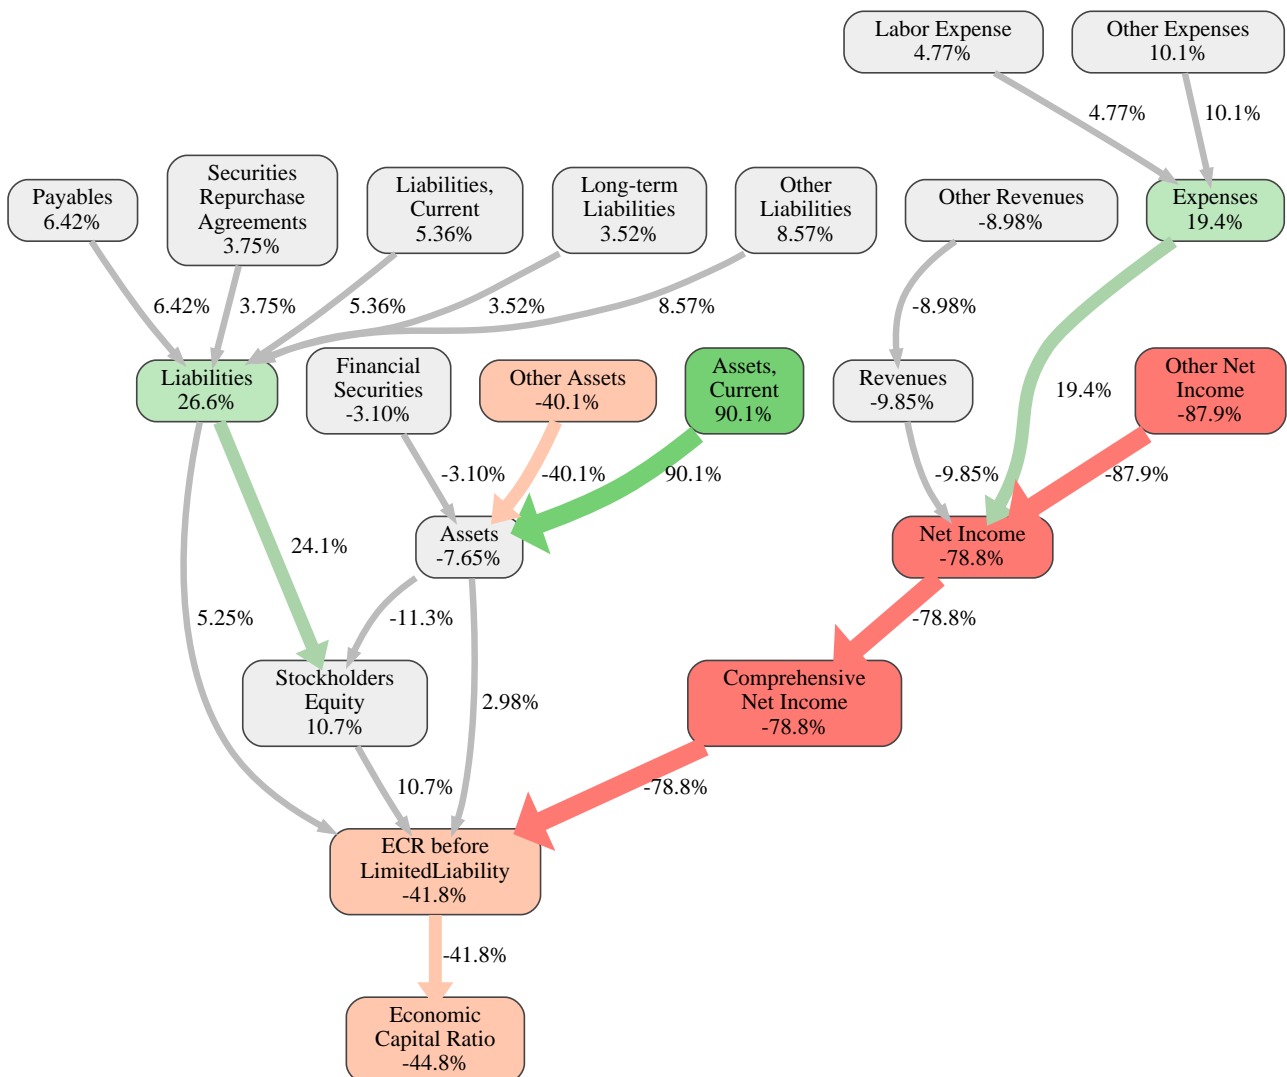 Labor Expense
4.77%
Other Expenses
10.1%
4.77%
10.1%
Payables
6.42%
Securities
Repurchase
Agreements
3.75%
Liabilities,
Current
5.36%
Long-term
Liabilities
3.52%
Other
Liabilities
8.57%
Other Revenues
-8.98%
Expenses
19.4%
6.42%
3.75%
5.36%
3.52%
8.57%
-8.98%
Liabilities
26.6%
Financial
Securities
-3.10%
Other Assets
-40.1%
Assets,
Current
90.1%
Revenues
-9.85%
19.4%
Other Net
Income
-87.9%
-3.10%
-40.1%
90.1%
-9.85%
-87.9%
24.1%
Assets
-7.65%
Net Income
-78.8%
5.25%
-11.3%
-78.8%
Stockholders
Equity
10.7%
2.98%
Comprehensive
Net Income
-78.8%
10.7%
-78.8%
ECR before
LimitedLiability
-41.8%
-41.8%
Economic
Capital Ratio
-44.8%